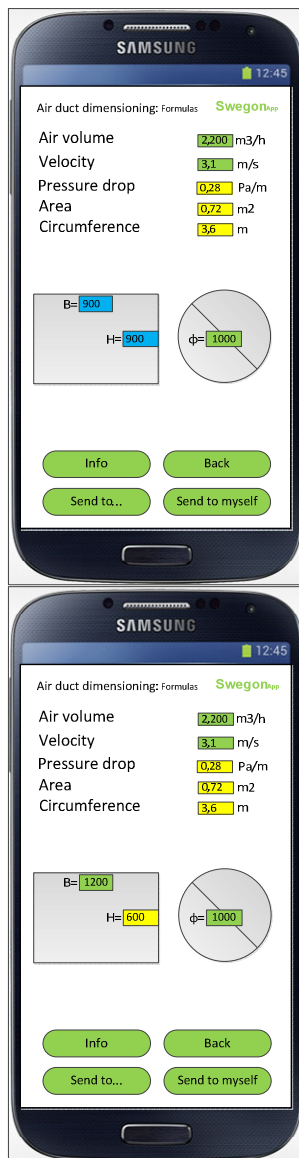 SAMSUNG
12:45
Air duct dimensioning: Formulas SwegonApp
Air volume 2,200 m3/h
Velocity 3,1 m/s
Pressure drop 0,28 Pa/m
Area 0,72 m2
Circumference 3,6 m
B= 900
H= 900 ф= 1000
Info Back
Send to... Send to myself
SAMSUNG
12:45
Air duct dimensioning: Formulas SwegonApp
Air volume 2,200 m3/h
Velocity 3,1 m/s
Pressure drop 0,28 Pa/m
Area 0,72 m2
Circumference 3,6 m
B= 1200
H= 600 ф= 1000
Info Back
Send to... Send to myself